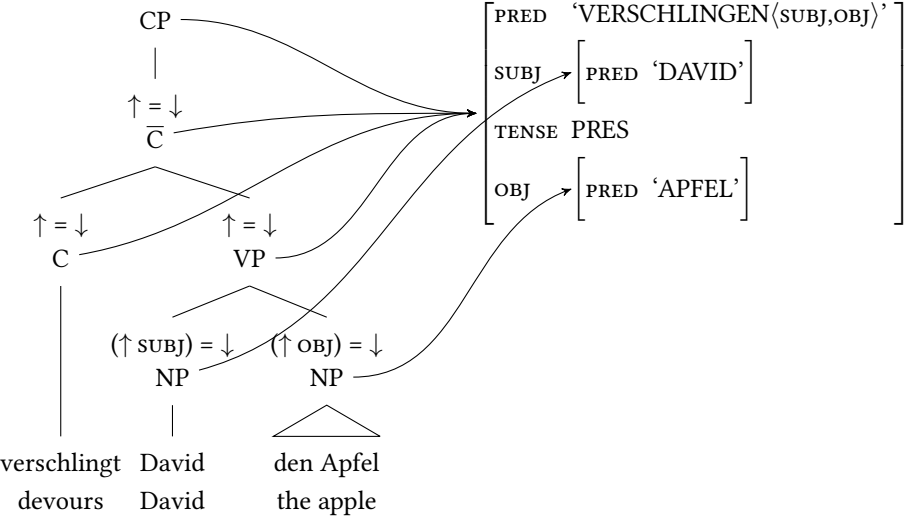 CP
[PRED ‘VERSCHLINGEN⟨SUBJ,OBJ⟩’
SUBJ [PRED ‘DAVID’]
↑ = ↓
C̅
TENSE PRES
OBJ [PRED ‘APFEL’]]
↑ = ↓ ↑ = ↓
C VP
(↑ SUBJ) = ↓ (↑ OBJ) = ↓
NP NP
verschlingt David den Apfel
devours David the apple